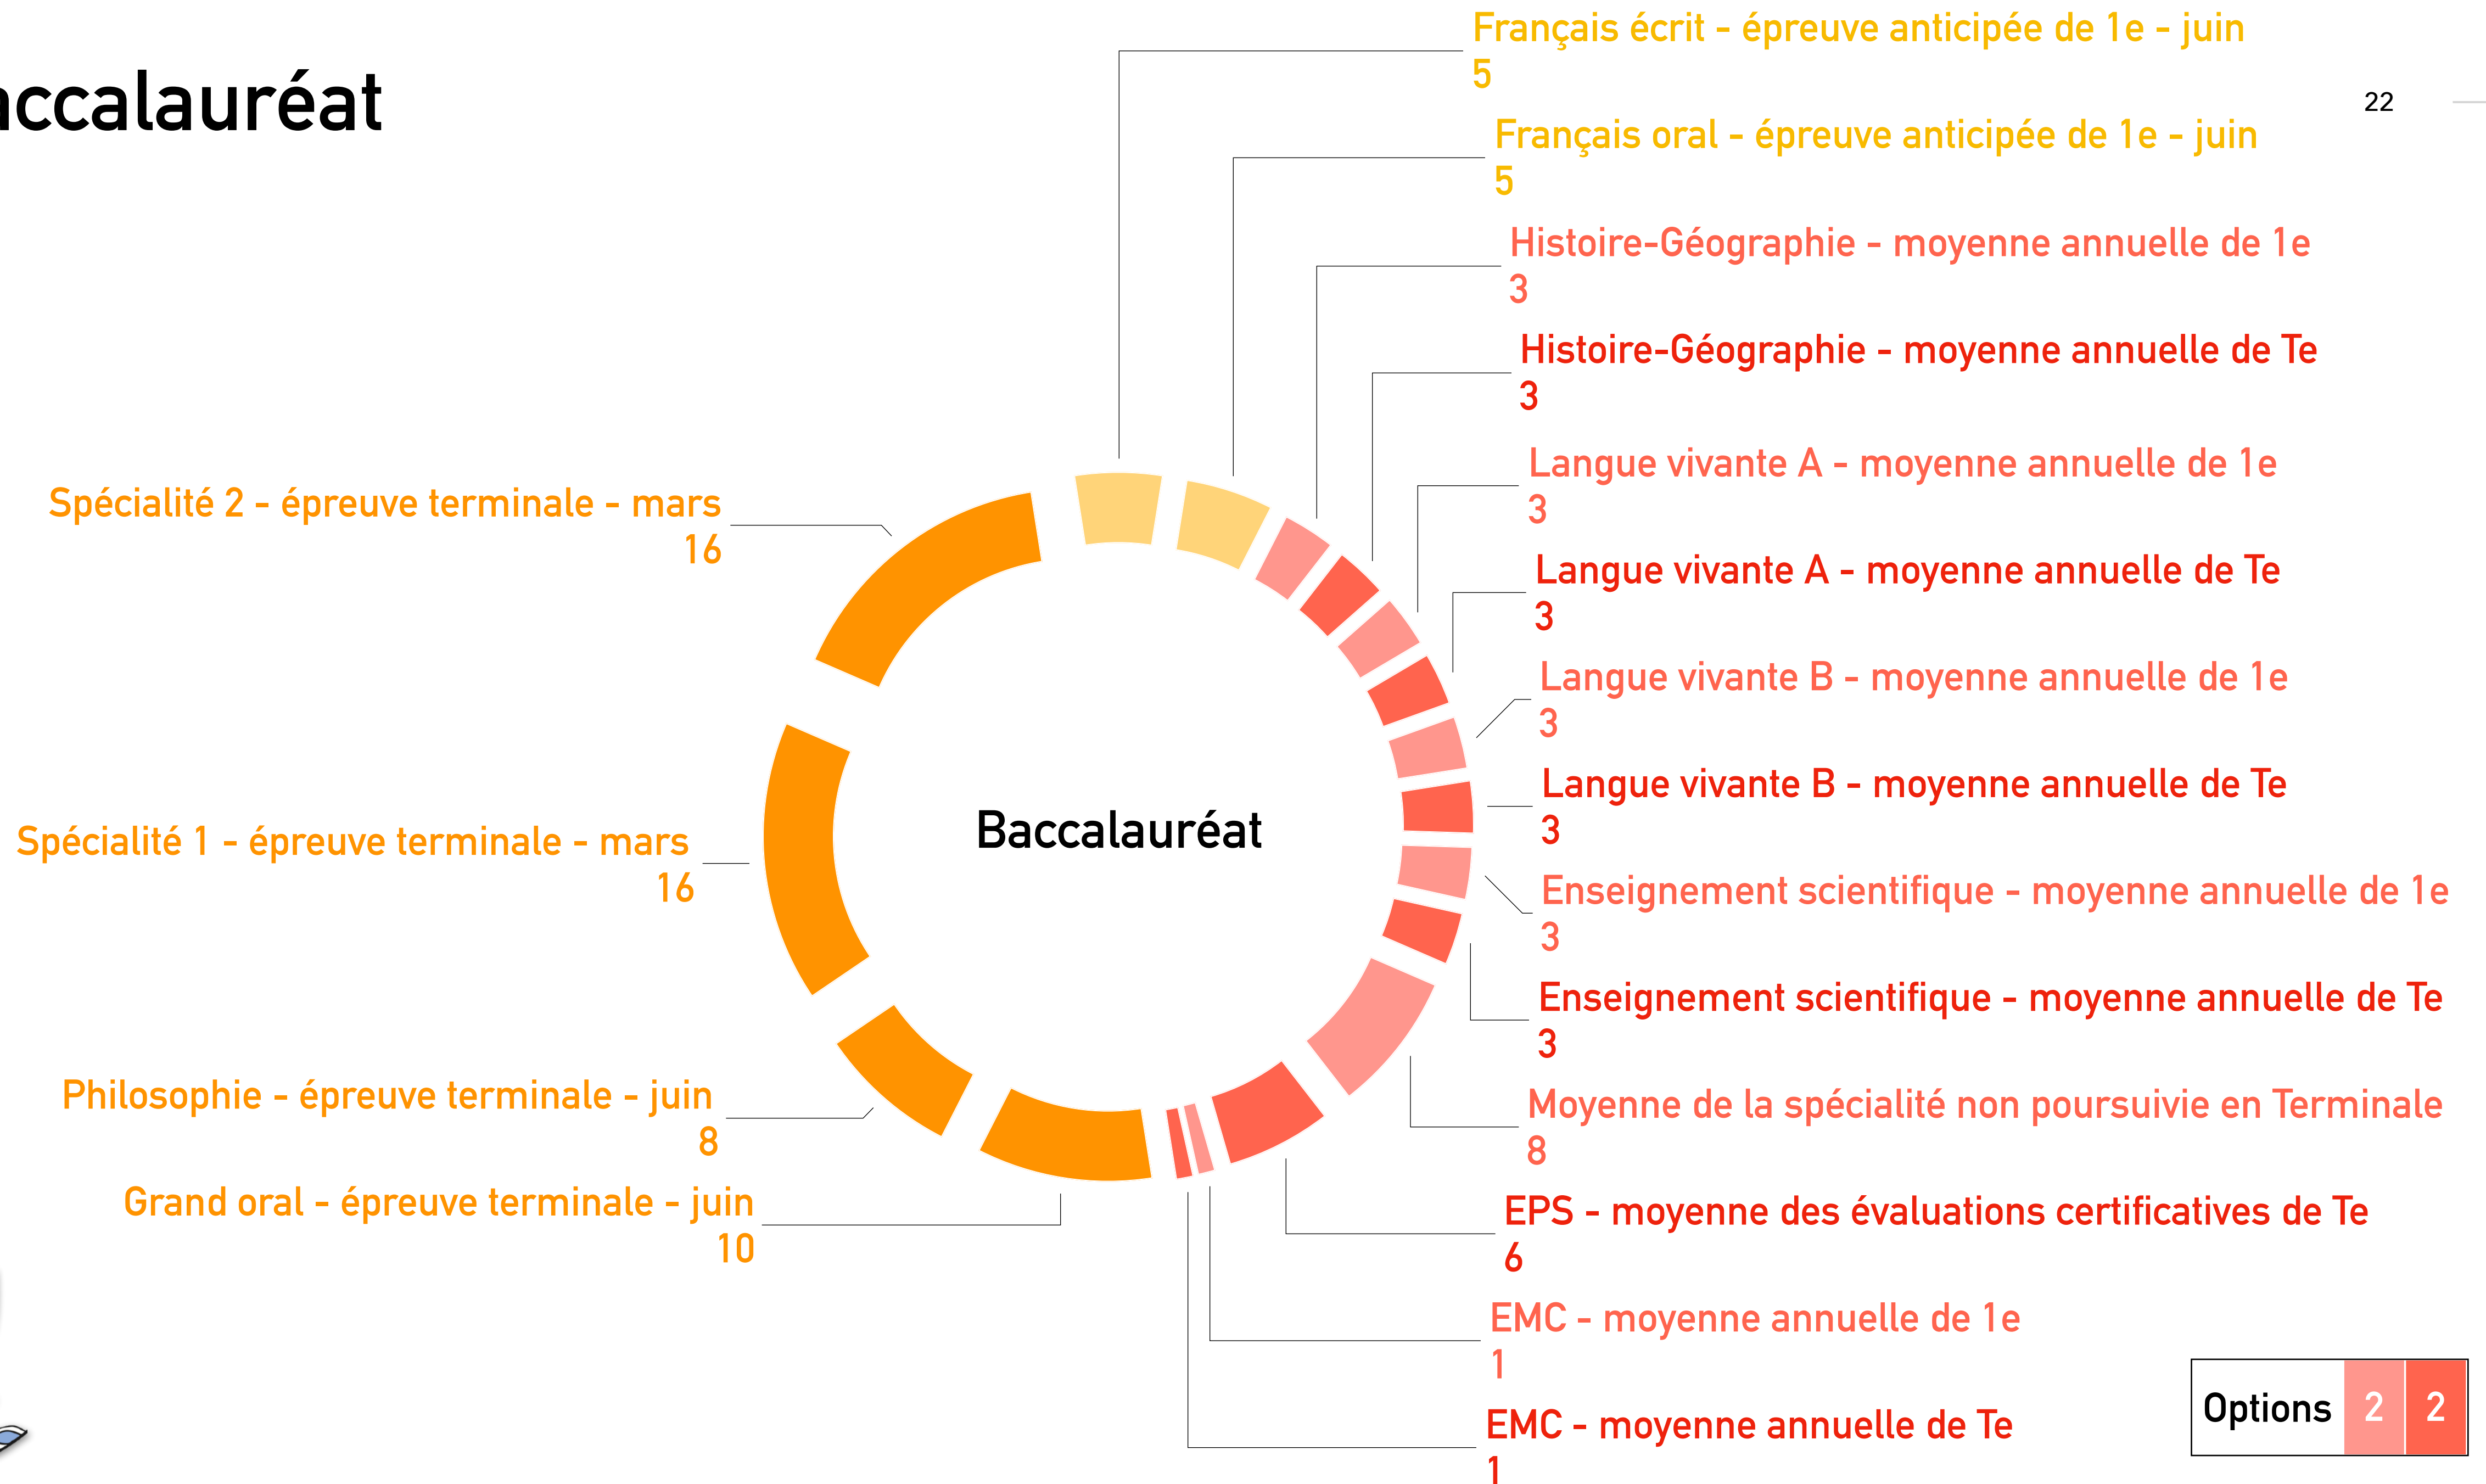 accalauréat
22
Français écrit - épreuve anticipée de 1e - juin
5
Français oral - épreuve anticipée de 1e - juin
5
Histoire-Géographie - moyenne annuelle de 1e
3
Histoire-Géographie - moyenne annuelle de Te
3
Langue vivante A - moyenne annuelle de 1e
3
Langue vivante A - moyenne annuelle de Te
3
Langue vivante B - moyenne annuelle de 1e
3
Langue vivante B - moyenne annuelle de Te
3
Enseignement scientifique - moyenne annuelle de 1e
3
Enseignement scientifique - moyenne annuelle de Te
3
Moyenne de la spécialité non poursuivie en Terminale
8
EPS - moyenne des évaluations certificatives de Te
6
EMC - moyenne annuelle de 1e
1
EMC - moyenne annuelle de Te
1
Spécialité 2 - épreuve terminale - mars
16
Spécialité 1 - épreuve terminale - mars
16
Philosophie - épreuve terminale - juin
8
Grand oral - épreuve terminale - juin
10
Baccalauréat
Options 2 2